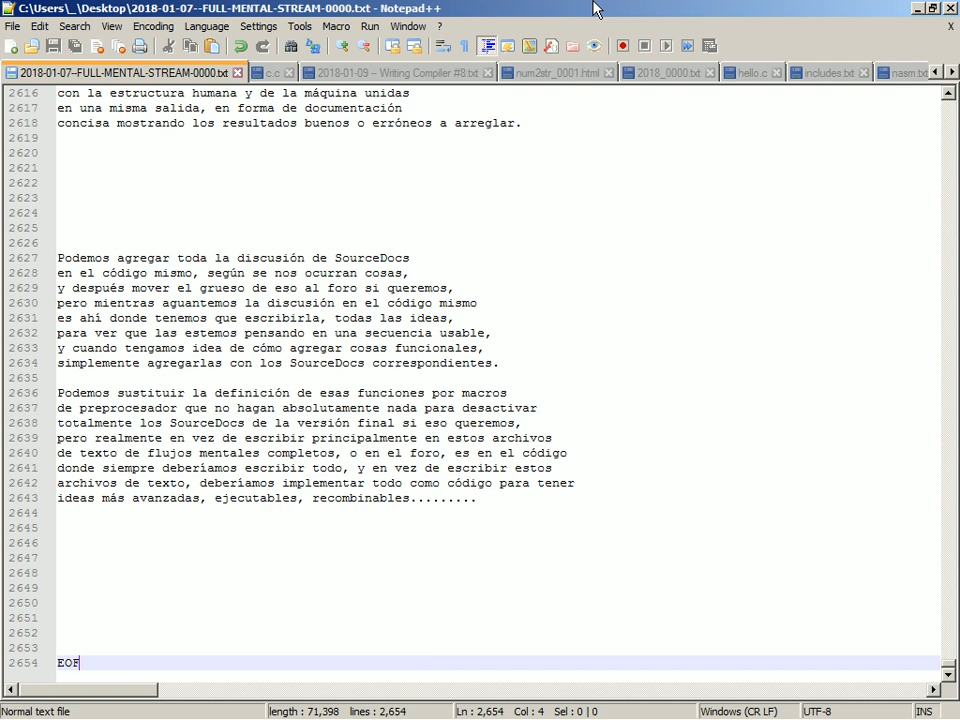 C:\Users\_\Desktop\2018-01-07--FULL-MENTAL-STREAM-0000.txt - Notepad++
File Edit Search View Encoding Language Settings Tools Macro Run Window ? X
2018-01-07--FULL-MENTAL-STREAM-0000.txt c.c 2018-01-09 -- Writing Compiler #8.txt num2str_0001.html 2018_0000.txt hello.c includes.txt nasm.tx
2616 con la estructura humana y de la máquina unidas
2617 en una misma salida, en forma de documentación
2618 concisa mostrando los resultados buenos o erróneos a arreglar.
2619
2620
2621
2622
2623
2624
2625
2626
2627 Podemos agregar toda la discusión de SourceDocs
2628 en el código mismo, según se nos ocurran cosas,
2629 y después mover el grueso de eso al foro si queremos,
2630 pero mientras aguantemos la discusión en el código mismo
2631 es ahí donde tenemos que escribirla, todas las ideas,
2632 para ver que las estemos pensando en una secuencia usable,
2633 y cuando tengamos idea de cómo agregar cosas funcionales,
2634 simplemente agregarlas con los SourceDocs correspondientes.
2635
2636 Podemos sustituir la definición de esas funciones por macros
2637 de preprocesador que no hagan absolutamente nada para desactivar
2638 totalmente los SourceDocs de la versión final si eso queremos,
2639 pero realmente en vez de escribir principalmente en estos archivos
2640 de texto de flujos mentales completos, o en el foro, es en el código
2641 donde siempre deberíamos escribir todo, y en vez de escribir estos
2642 archivos de texto, deberíamos implementar todo como código para tener
2643 ideas más avanzadas, ejecutables, recombinables.........
2644
2645
2646
2647
2648
2649
2650
2651
2652
2653
2654 EOF
Normal text file length : 71,398 lines : 2,654 Ln : 2,654 Col : 4 Sel : 0 | 0 Windows (CR LF) UTF-8 INS